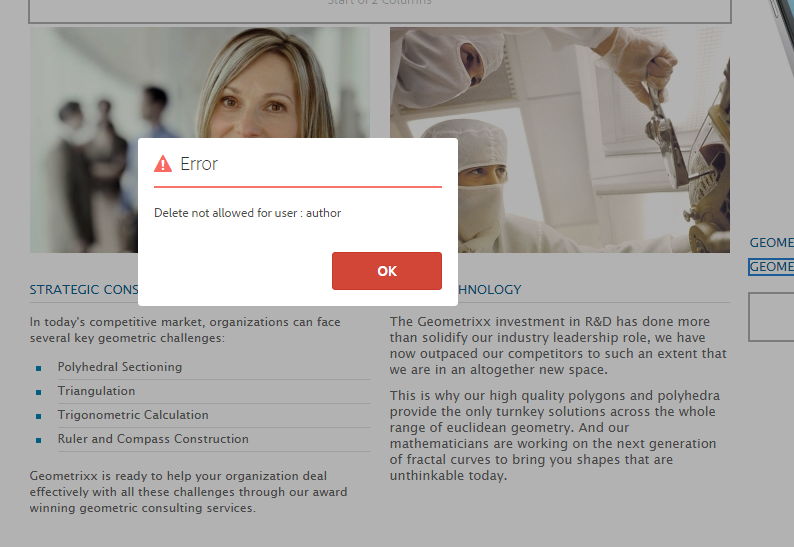 Start of 2 Columns
Error
Delete not allowed for user : author
OK
STRATEGIC CONS
HNOLOGY
In today's competitive market, organizations can face
several key geometric challenges:
Polyhedral Sectioning
Triangulation
Trigonometric Calculation
Ruler and Compass Construction
Geometrixx is ready to help your organization deal
effectively with all these challenges through our award
winning geometric consulting services.
The Geometrixx investment in R&D has done more
than solidify our industry leadership role, we have
now outpaced our competitors to such an extent that
we are in an altogether new space.
This is why our high quality polygons and polyhedra
provide the only turnkey solutions across the whole
range of euclidean geometry. And our
mathematicians are working on the next generation
of fractal curves to bring you shapes that are
unthinkable today.
GEOME
GEOME